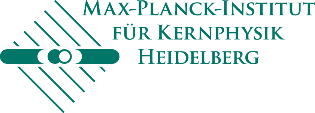 MAX-PLANCK-INSTITUT
FÜR KERNPHYSIK
HEIDELBERG